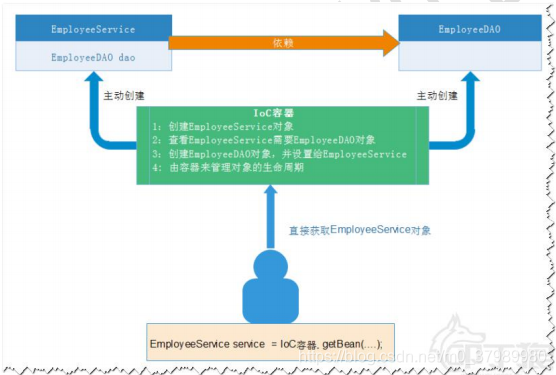 EmployeeService
EmployeeDAO dao
依赖
EmployeeDAO
主动创建
主动创建
IoC容器
1: 创建EmployeeService对象
2: 查看EmployeeService需要EmployeeDAO对象
3: 创建EmployeeDAO对象，并设置给EmployeeService
4: 由容器来管理对象的生命周期
直接获取EmployeeService对象
EmployeeService service = IoC容器. getBean(....);